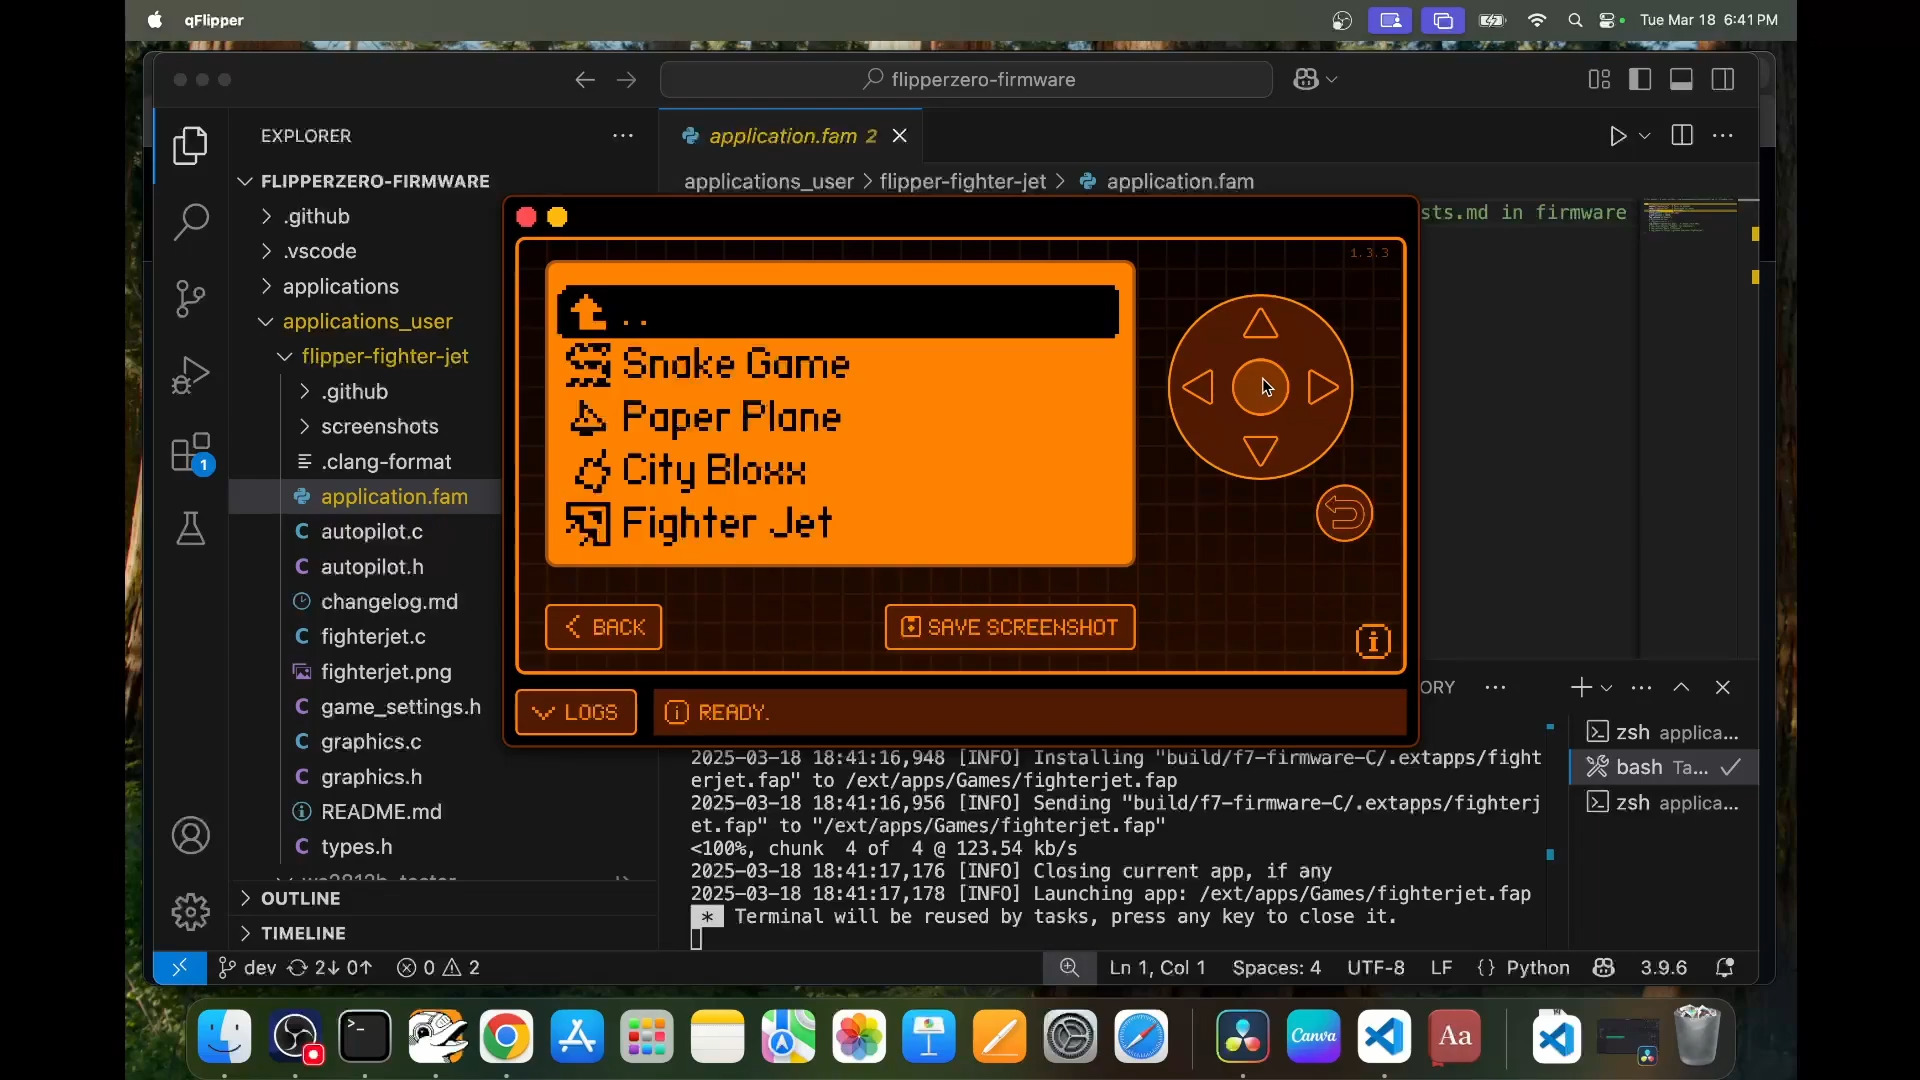 qFlipper
Tue Mar 18 6:41 PM
flipperzero-firmware
EXPLORER
application.fam 2
FLIPPERZERO-FIRMWARE
applications_user > flipper-fighter-jet > application.fam
.github
sts.md in firmware
.vscode
1.3.3
applications
..
applications_user
Snake Game
flipper-fighter-jet
.github
Paper Plane
screenshots
.clang-format
City Bloxx
1
application.fam
Fighter Jet
autopilot.c
autopilot.h
changelog.md
BACK
SAVE SCREENSHOT
fighterjet.c
fighterjet.png
game_settings.h
LOGS
READY.
ORY
graphics.c
zsh applica...
graphics.h
2025-03-18 18:41:16,948 [INFO] Installing "build/f7-firmware-C/.extapps/fight
erjet.fap" to /ext/apps/Games/fighterjet.fap
bash Ta...
README.md
2025-03-18 18:41:16,956 [INFO] Sending "build/f7-firmware-C/.extapps/fighterj
et.fap" to "/ext/apps/Games/fighterjet.fap"
zsh applica...
types.h
<100%, chunk 4 of 4 @ 123.54 kb/s
2025-03-18 18:41:17,176 [INFO] Closing current app, if any
OUTLINE
2025-03-18 18:41:17,178 [INFO] Launching app: /ext/apps/Games/fighterjet.fap
* Terminal will be reused by tasks, press any key to close it.
TIMELINE
dev 2↓ 0↑ 0 2
Ln 1, Col 1 Spaces: 4 UTF-8 LF {} Python 3.9.6
Canva
Aa